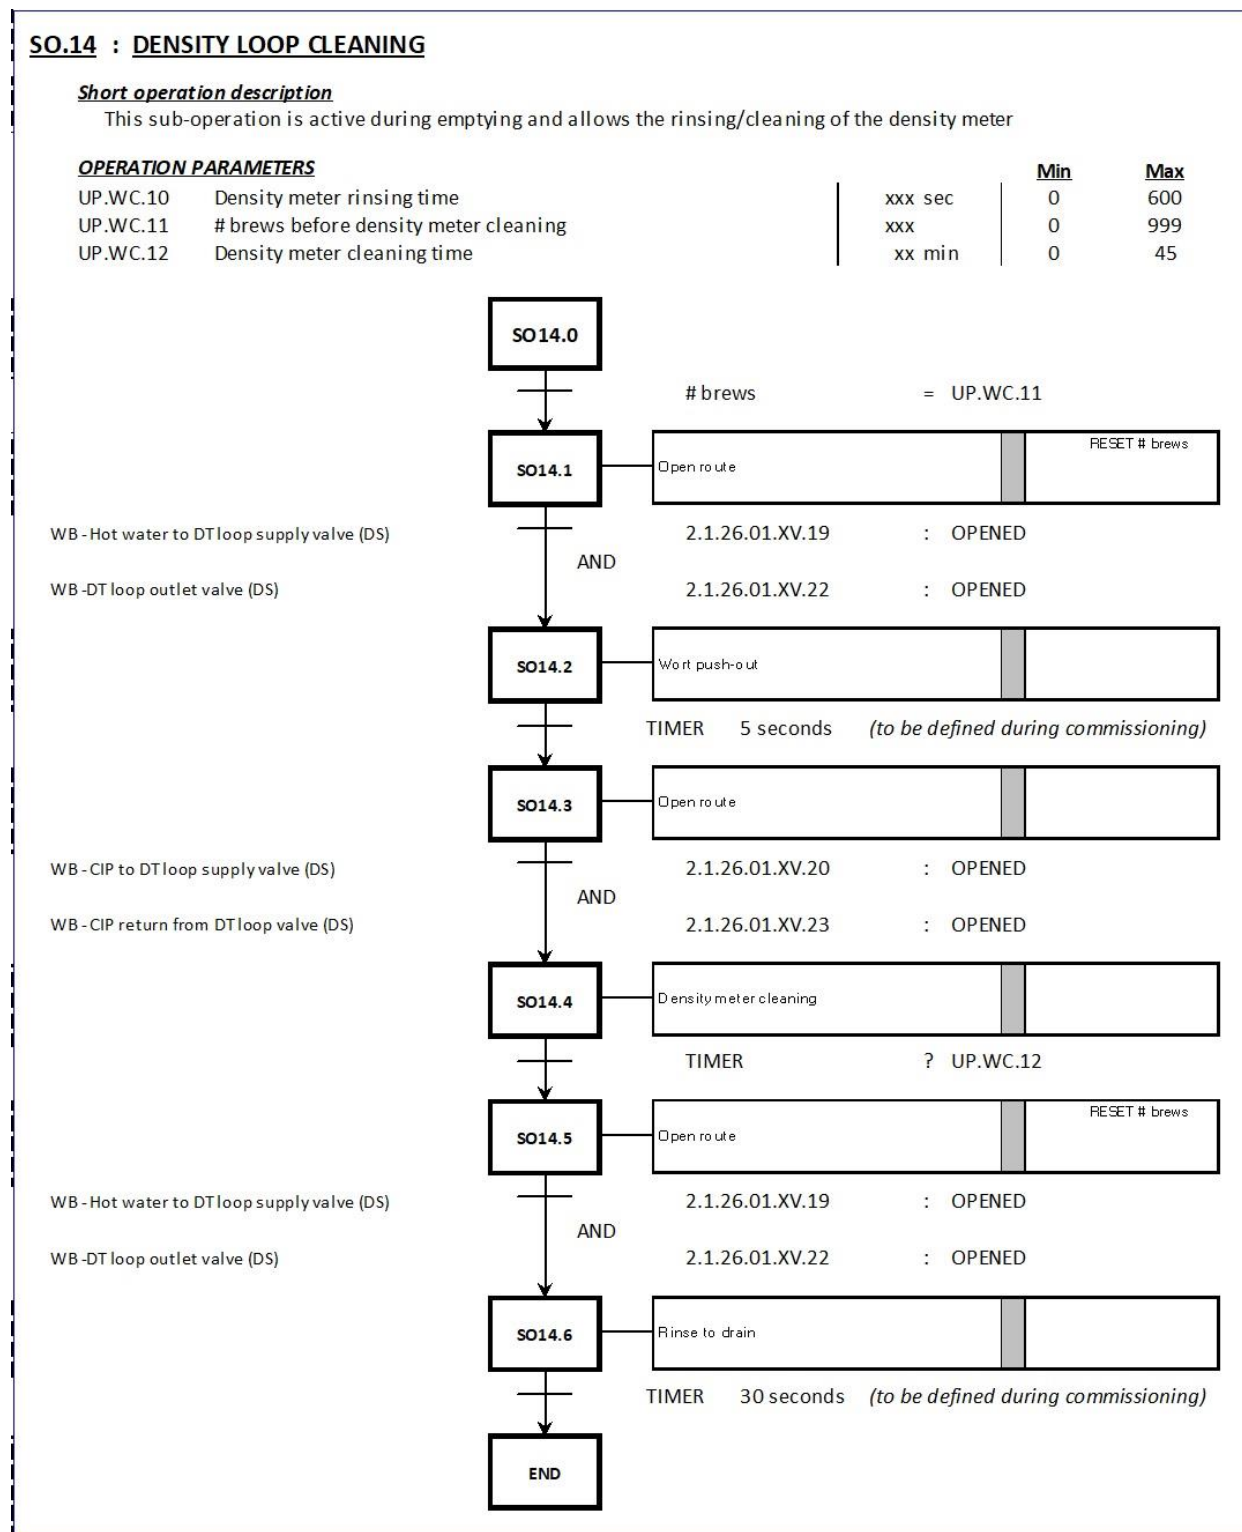 SO.14 : DENSITY LOOP CLEANING
Short operation description
This sub-operation is active during emptying and allows the rinsing/cleaning of the density meter
OPERATION PARAMETERS Min Max
UP.WC.10 Density meter rinsing time xxx sec 0 600
UP.WC.11 # brews before density meter cleaning xxx 0 999
UP.WC.12 Density meter cleaning time xx min 0 45
SO14.0
# brews = UP.WC.11
SO14.1 Open route RESET # brews
WB - Hot water to DT loop supply valve (DS) 2.1.26.01.XV.19 : OPENED
AND
WB -DT loop outlet valve (DS) 2.1.26.01.XV.22 : OPENED
SO14.2 Wort push-out
TIMER 5 seconds (to be defined during commissioning)
SO14.3 Open route
WB - CIP to DT loop supply valve (DS) 2.1.26.01.XV.20 : OPENED
AND
WB - CIP return from DT loop valve (DS) 2.1.26.01.XV.23 : OPENED
SO14.4 Density meter cleaning
TIMER ? UP.WC.12
SO14.5 Open route RESET # brews
WB - Hot water to DT loop supply valve (DS) 2.1.26.01.XV.19 : OPENED
AND
WB -DT loop outlet valve (DS) 2.1.26.01.XV.22 : OPENED
SO14.6 Rinse to drain
TIMER 30 seconds (to be defined during commissioning)
END